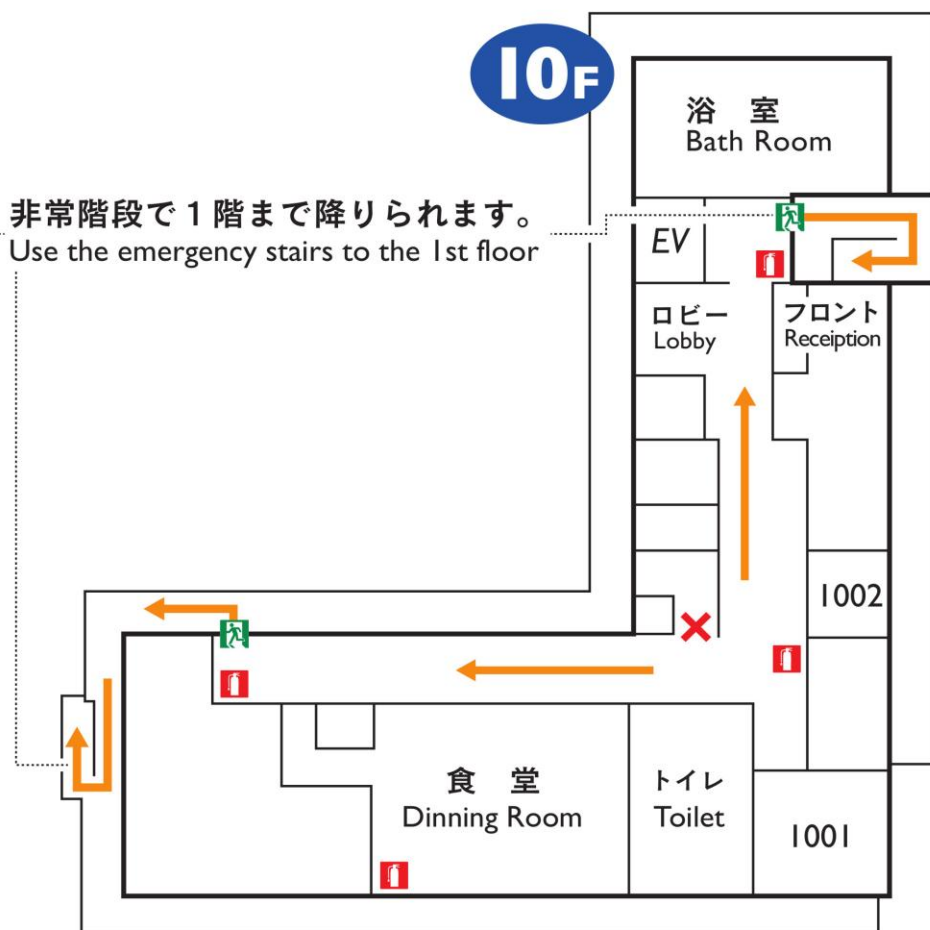 10F
浴 室
Bath Room
非常階段で1階まで降りられます。
Use the emergency stairs to the 1st floor
EV
ロビー
Lobby
フロント
Receiption
1002
食 堂
Dinning Room
トイレ
Toilet
1001